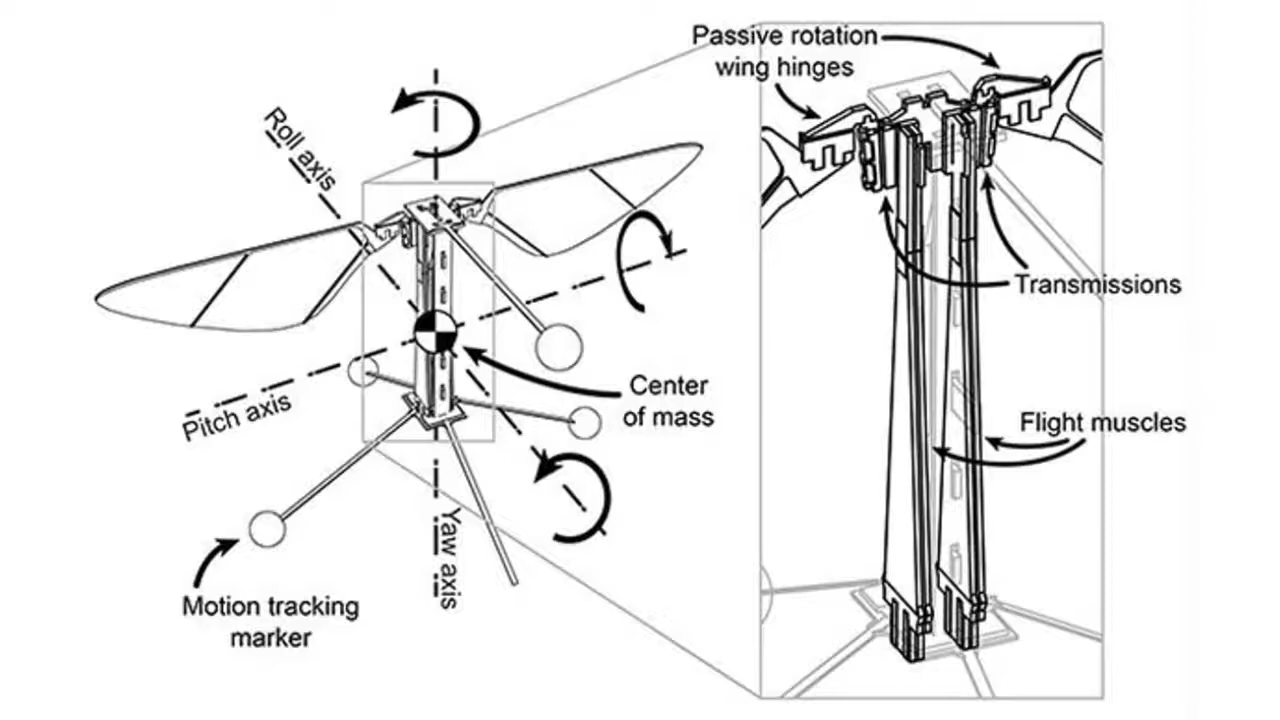 Roll axis
Pitch axis
Yaw axis
Center
of mass
Motion tracking
marker
Passive rotation
wing hinges
Transmissions
Flight muscles